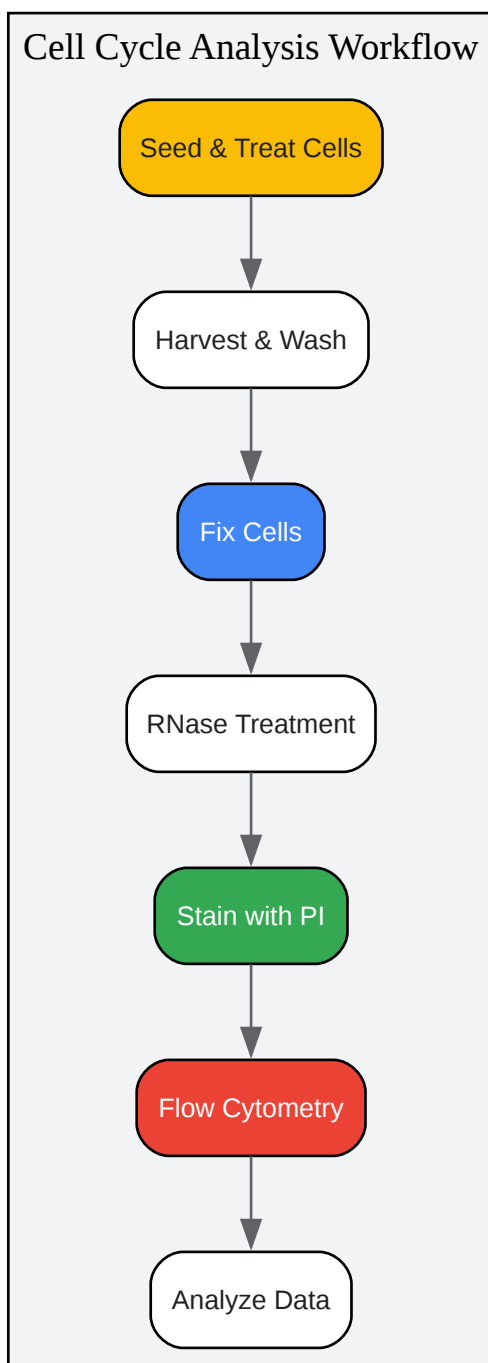 Cell Cycle Analysis Workflow
Seed & Treat Cells
Harvest & Wash
Fix Cells
RNase Treatment
Stain with PI
Flow Cytometry
Analyze Data